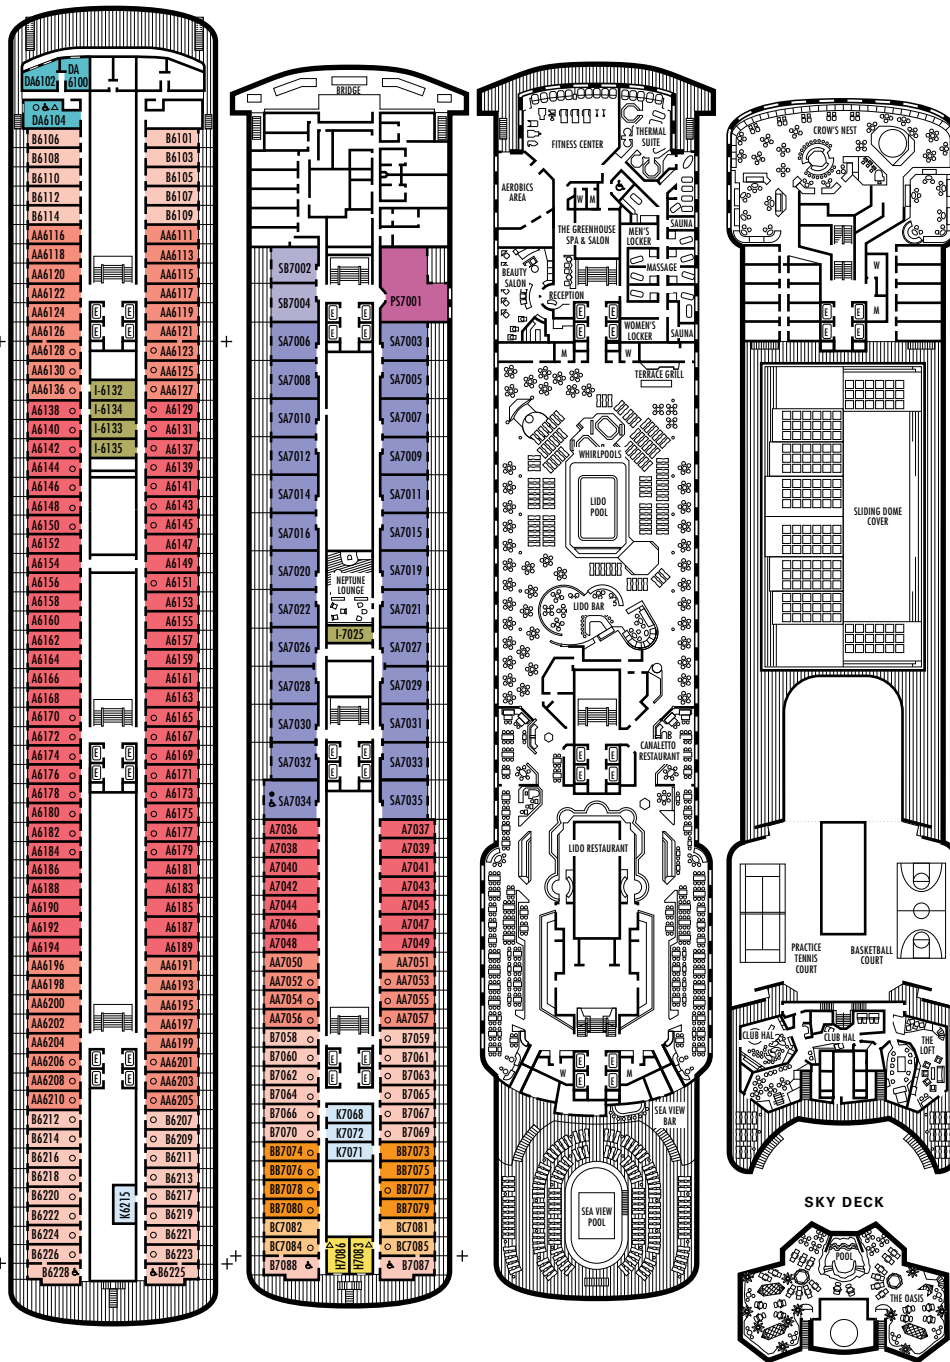 DA6102
DA
6100
DA6104
B6106
B6108
B6110
B6112
B6114
AA6116
AA6118
AA6120
AA6122
AA6124
AA6126
AA6128
AA6130
AA6136
A6138
A6140
A6142
A6144
A6146
A6148
A6150
A6152
A6154
A6156
A6158
A6160
A6162
A6164
A6166
A6168
A6170
A6172
A6174
A6176
A6178
A6180
A6182
A6184
A6186
A6188
A6190
A6192
A6194
AA6196
AA6198
AA6200
AA6202
AA6204
AA6206
AA6208
AA6210
B6212
B6214
B6216
B6218
B6220
B6222
B6224
B6226
B6228
E E
E E
I-6132
I-6134
I-6133
I-6135
E E
E E
E E
E E
K6215
B6101
B6103
B6105
B6107
B6109
AA6111
AA6113
AA6115
AA6117
AA6119
AA6121
AA6123
AA6125
AA6127
A6129
A6131
A6137
A6139
A6141
A6143
A6145
A6147
A6149
A6151
A6153
A6155
A6157
A6159
A6161
A6163
A6165
A6167
A6169
A6171
A6173
A6175
A6177
A6179
A6181
A6183
A6185
A6187
A6189
AA6191
AA6193
AA6195
AA6197
AA6199
AA6201
AA6203
AA6205
B6207
B6209
B6211
B6213
B6217
B6219
B6221
B6223
B6225
BRIDGE
SB7002
SB7004
SA7006
SA7008
SA7010
SA7012
SA7014
SA7016
SA7020
SA7022
SA7026
SA7028
SA7030
SA7032
SA7034
A7036
A7038
A7040
A7042
A7044
A7046
A7048
AA7050
AA7052
AA7054
AA7056
B7058
B7060
B7062
B7064
B7066
B7070
BB7074
BB7076
BB7078
BB7080
BC7082
BC7084
B7088
E E
E E
NEPTUNE
LOUNGE
I-7025
E E
E E
E E
E E
K7068
K7072
K7071
H7086
H7083
PS7001
SA7003
SA7005
SA7007
SA7009
SA7011
SA7015
SA7019
SA7021
SA7027
SA7029
SA7031
SA7033
SA7035
A7037
A7039
A7041
A7043
A7045
A7047
A7049
AA7051
AA7053
AA7055
AA7057
B7059
B7061
B7063
B7065
B7067
B7069
BB7073
BB7075
BB7077
BB7079
BC7081
BC7085
B7087
FITNESS CENTER
THERMAL
SUITE
AEROBICS
AREA
W M
THE GREENHOUSE
SPA & SALON
MEN'S
LOCKER
SAUNA
BEAUTY
SALON
MASSAGE
RECEPTION
E E
E E
WOMEN'S
LOCKER
SAUNA
M
W
TERRACE GRILL
WHIRLPOOLS
LIDO
POOL
LIDO BAR
E E
E E
CANALETTO
RESTAURANT
LIDO RESTAURANT
W
E E
E E
M
SEA VIEW
BAR
SEA VIEW
POOL
CROW'S NEST
W
M
E E
E E
SLIDING DOME
COVER
PRACTICE
TENNIS
COURT
BASKETBALL
COURT
CLUB HAL
CLUB HAL
THE
LOFT
SKY DECK
POOL
THE OASIS